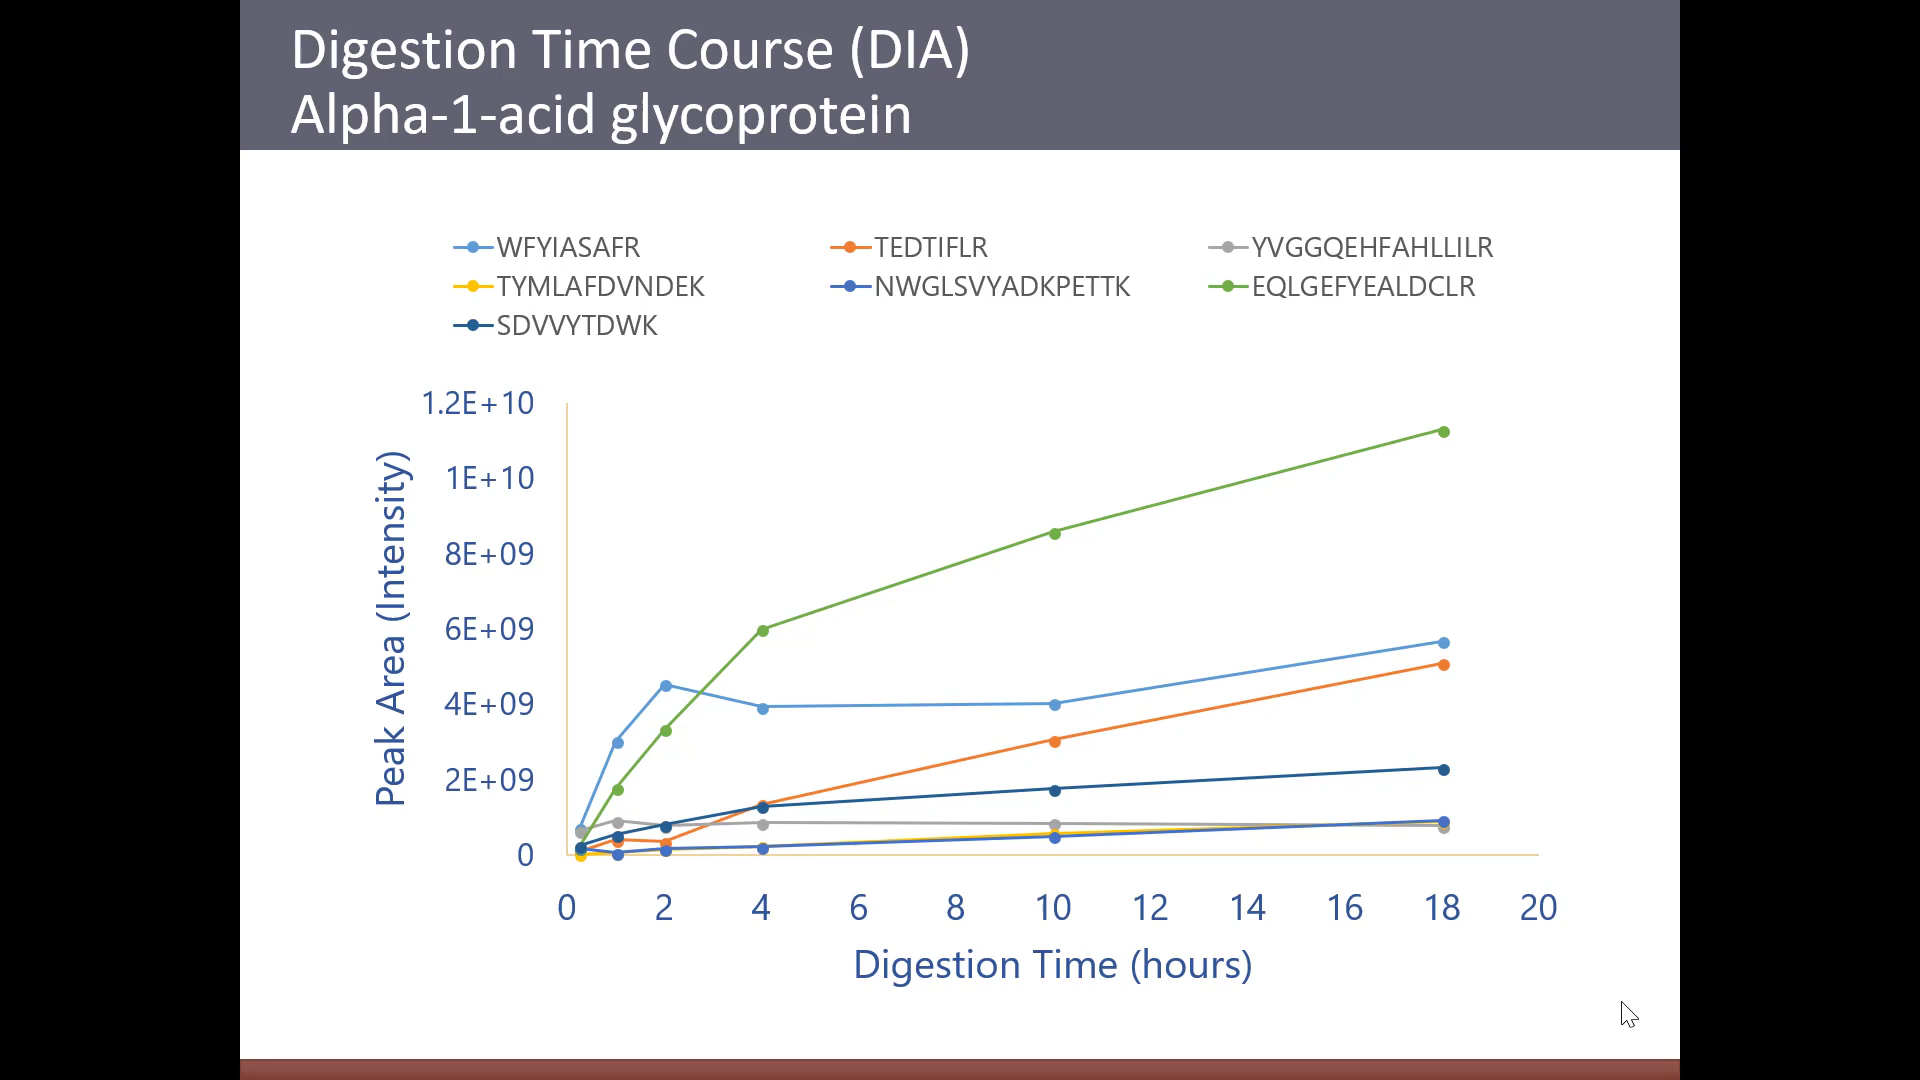 Digestion Time Course (DIA)
Alpha-1-acid glycoprotein
WFYIASAFR TEDTIFLR YVGGQEHFAHLLILR
TYMLAFDVNDEK NWGLSVYADKPETTK EQLGEFYEALDCLR
SDVVYTDWK
Peak Area (Intensity)
1.2E+10
1E+10
8E+09
6E+09
4E+09
2E+09
0
0 2 4 6 8 10 12 14 16 18 20
Digestion Time (hours)